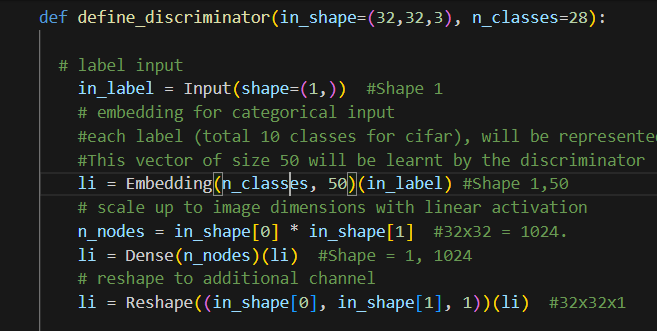 def define_discriminator(in_shape=(32,32,3), n_classes=28):
# label input
in_label = Input(shape=(1,))  #Shape 1
# embedding for categorical input
#each label (total 10 classes for cifar), will be represente
#This vector of size 50 will be learnt by the discriminator
li = Embedding(n_classes, 50)(in_label) #Shape 1,50
# scale up to image dimensions with linear activation
n_nodes = in_shape[0] * in_shape[1]  #32x32 = 1024.
li = Dense(n_nodes)(li)  #Shape = 1, 1024
# reshape to additional channel
li = Reshape((in_shape[0], in_shape[1], 1))(li)  #32x32x1